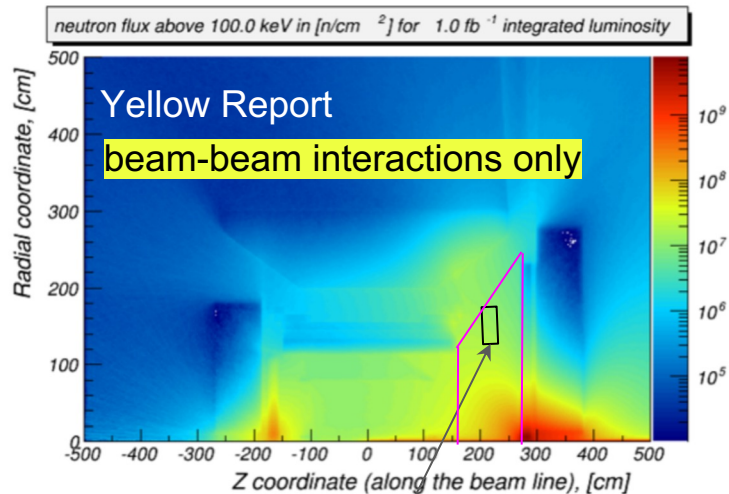 neutron flux above 100.0 keV in [n/cm ²] for 1.0 fb ⁻¹ integrated luminosity
Radial coordinate, [cm]
500
400
300
200
100
0
Yellow Report
beam-beam interactions only
10⁹
10⁸
10⁷
10⁶
10⁵
-500 -400 -300 -200 -100 0 100 200 300 400 500
Z coordinate (along the beam line), [cm]